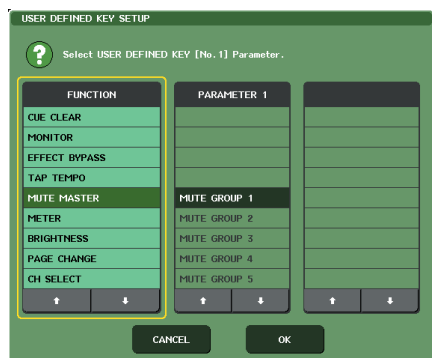 USER DEFINED KEY SETUP
Select USER DEFINED KEY [No.1] Parameter.
FUNCTION
CUE CLEAR
MONITOR
EFFECT BYPASS
TAP TEMPO
MUTE MASTER
METER
BRIGHTNESS
PAGE CHANGE
CH SELECT
PARAMETER 1
MUTE GROUP 1
MUTE GROUP 2
MUTE GROUP 3
MUTE GROUP 4
MUTE GROUP 5
CANCEL
OK